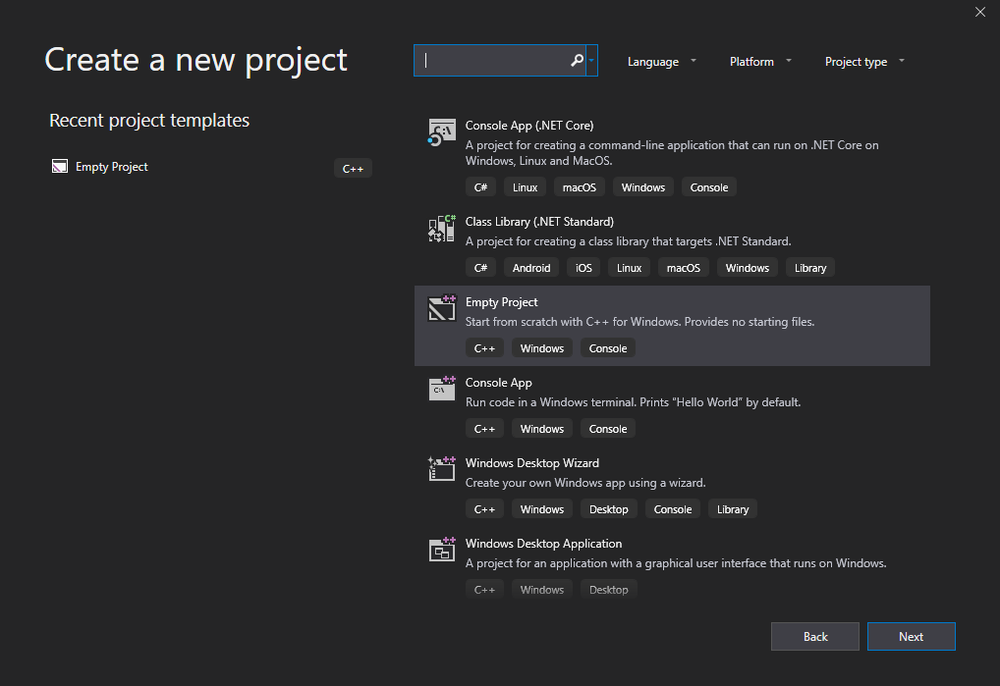 Create a new project
Language
Platform
Project type
Recent project templates
Empty Project
C++
Console App (.NET Core)
A project for creating a command-line application that can run on .NET Core on
Windows, Linux and MacOS.
C# Linux macOS Windows Console
Class Library (.NET Standard)
A project for creating a class library that targets .NET Standard.
C# Android iOS Linux macOS Windows Library
Empty Project
Start from scratch with C++ for Windows. Provides no starting files.
C++ Windows Console
Console App
Run code in a Windows terminal. Prints "Hello World" by default.
C++ Windows Console
Windows Desktop Wizard
Create your own Windows app using a wizard.
C++ Windows Desktop Console Library
Windows Desktop Application
A project for an application with a graphical user interface that runs on Windows.
C++ Windows Desktop
Back
Next